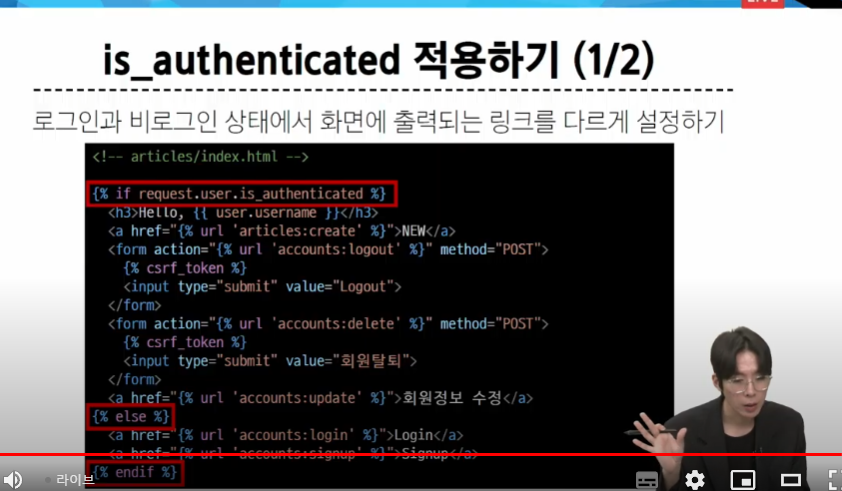 LIVE
is_authenticated 적용하기 (1/2)
로그인과 비로그인 상태에서 화면에 출력되는 링크를 다르게 설정하기
<!-- articles/index.html -->
{% if request.user.is_authenticated %}
<h3>Hello, {{ user.username }}</h3>
<a href="{% url 'articles:create' %}">NEW</a>
<form action="{% url 'accounts:logout' %}" method="POST">
{% csrf_token %}
<input type="submit" value="Logout">
</form>
<form action="{% url 'accounts:delete' %}" method="POST">
{% csrf_token %}
<input type="submit" value="회원탈퇴">
</form>
<a href="{% url 'accounts:update' %}">회원정보 수정</a>
{% else %}
<a href="{% url 'accounts:login' %}">Login</a>
<a href="{% url 'accounts:signup' %}">Signup</a>
{% endif %}
라이브